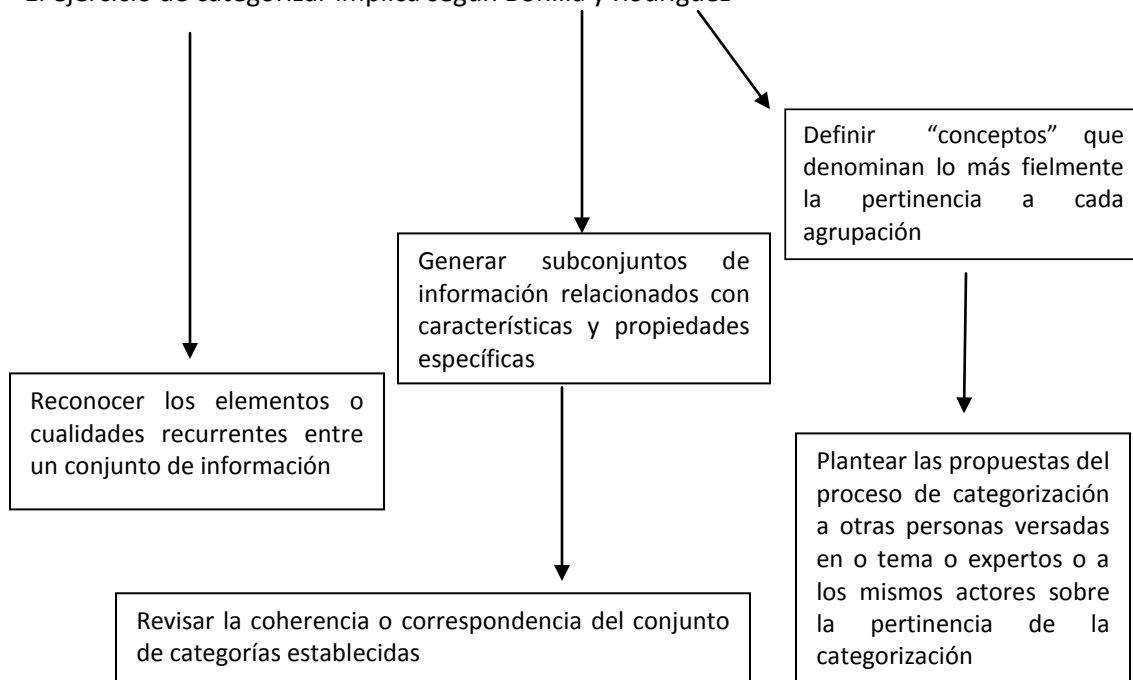 El ejercicio de categorizar implica según Bonilla y Rodríguez
Definir “conceptos” que
denominan lo más fielmente
la pertinencia a cada
agrupación
Generar subconjuntos de
información relacionados con
características y propiedades
específicas
Reconocer los elementos o
cualidades recurrentes entre
un conjunto de información
Plantear las propuestas del
proceso de categorización
a otras personas versadas
en o tema o expertos o a
los mismos actores sobre
la pertinencia de la
categorización
Revisar la coherencia o correspondencia del conjunto
de categorías establecidas